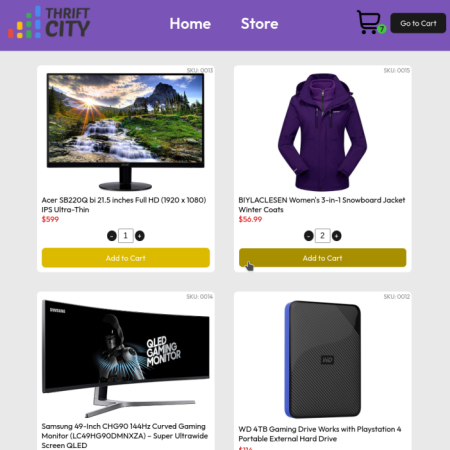 THRIFT
CITY
Home
Store
7
Go to Cart
SKU: 0013
Acer SB220Q bi 21.5 inches Full HD (1920 x 1080)
IPS Ultra-Thin
$599
- 1 +
Add to Cart
SKU: 0015
BIYLACLESEN Women's 3-in-1 Snowboard Jacket
Winter Coats
$56.99
- 2 +
Add to Cart
SKU: 0014
SAMSUNG
QLED
GAMING
MONITOR
Samsung 49-Inch CHG90 144Hz Curved Gaming
Monitor (LC49HG90DMNXZA) – Super Ultrawide
Screen QLED
SKU: 0012
WD
WD 4TB Gaming Drive Works with Playstation 4
Portable External Hard Drive
$114